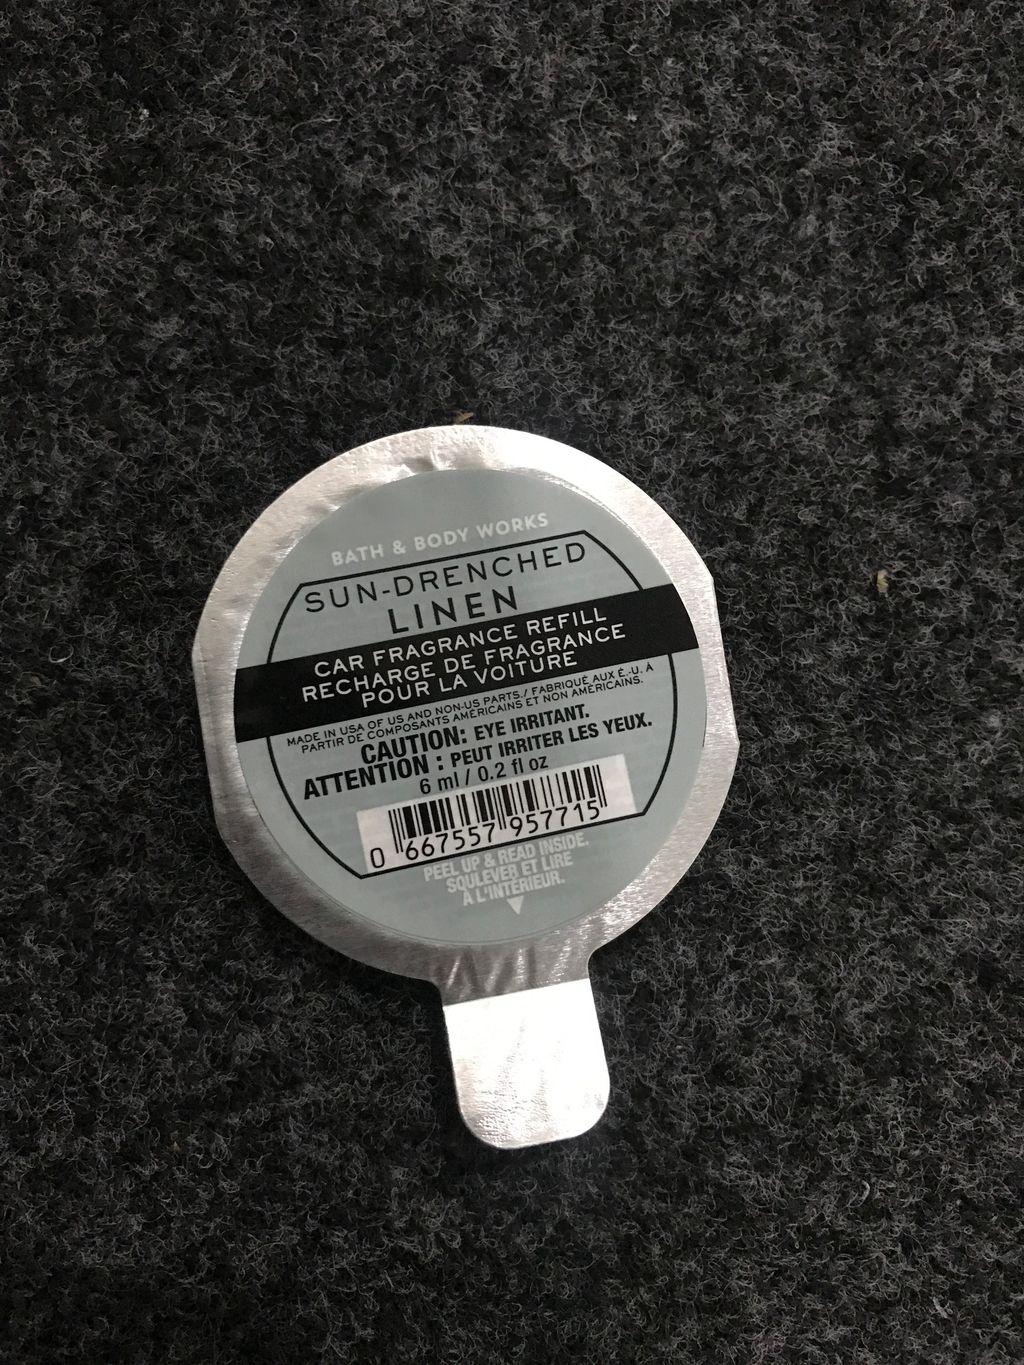 BATH & BODY WORKS
SUN-DRENCHED
LINEN
CAR FRAGRANCE REFILL
RECHARGE DE FRAGRANCE
POUR LA VOITURE
MADE IN USA OF US AND NON-US PARTS./ FABRIQUÉ AUX É.-U. À
PARTIR DE COMPOSANTS AMÉRICAINS ET NON AMÉRICAINS.
CAUTION: EYE IRRITANT.
ATTENTION : PEUT IRRITER LES YEUX.
6 ml / 0.2 fl oz
0 667557 957715
PEEL UP & READ INSIDE.
SOULEVER ET LIRE
À L'INTÉRIEUR.